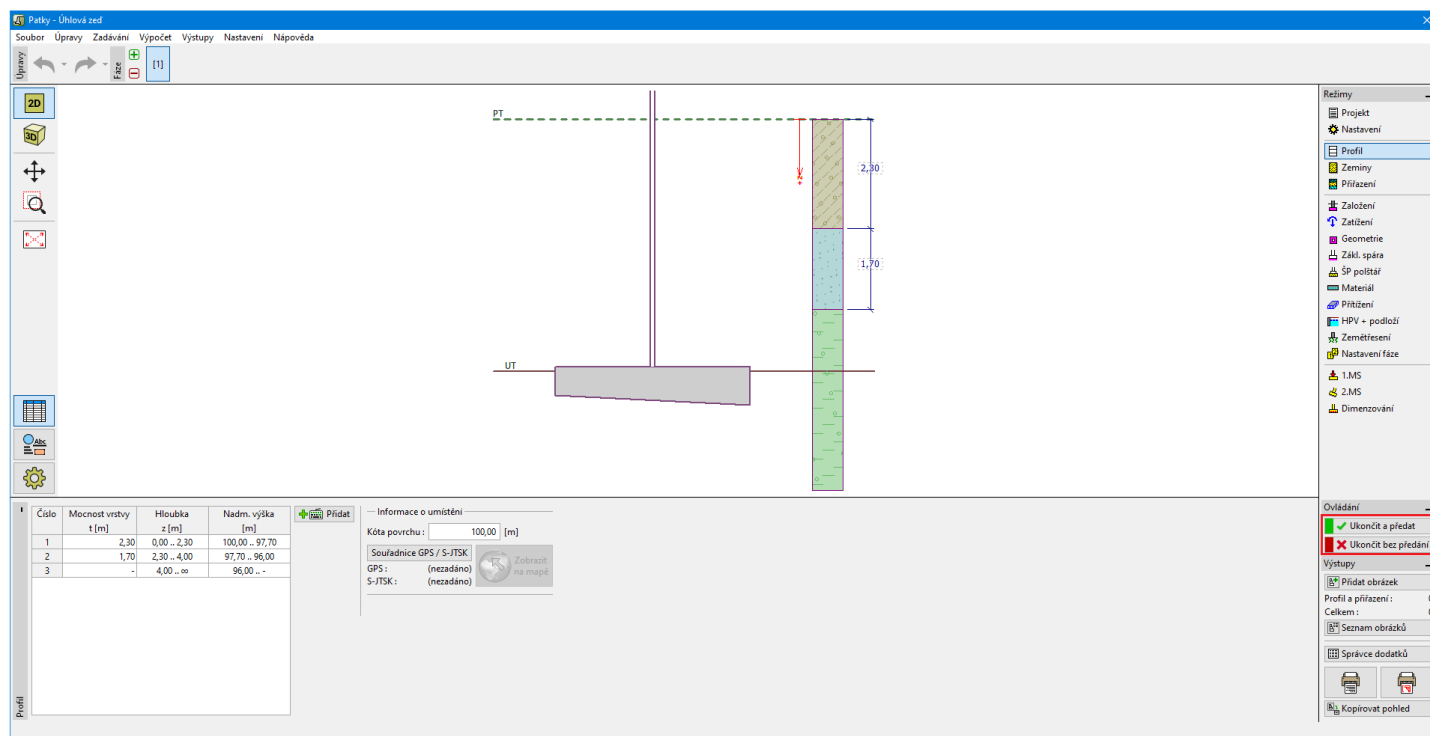 Patky - Úhlová zeď
Soubor Úpravy Zadávání Výpočet Výstupy Nastavení Nápověda
Úpravy
Fáze
[1]
2D
3D
PT
+z
2,30
1,70
UT
Abc
Režimy
Projekt
Nastavení
Profil
Zeminy
Přiřazení
Založení
Zatížení
Geometrie
Zákl. spára
ŠP polštář
Materiál
Přitížení
HPV + podloží
Zemětřesení
Nastavení fáze
1.MS
2.MS
Dimenzování
Profil
Číslo Mocnost vrstvy Hloubka Nadm. výška
t [m] z [m] [m]
1 2,30 0,00 .. 2,30 100,00 .. 97,70
2 1,70 2,30 .. 4,00 97,70 .. 96,00
3 - 4,00 .. ∞ 96,00 .. -
Přidat
Informace o umístění
Kóta povrchu : 100,00 [m]
Souřadnice GPS / S-JTSK
GPS : (nezadáno)
S-JTSK : (nezadáno)
Zobrazit
na mapě
Ovládání
Ukončit a předat
Ukončit bez předání
Výstupy
Přidat obrázek
Profil a přiřazení :
Celkem :
Seznam obrázků
Správce dodatků
Kopírovat pohled